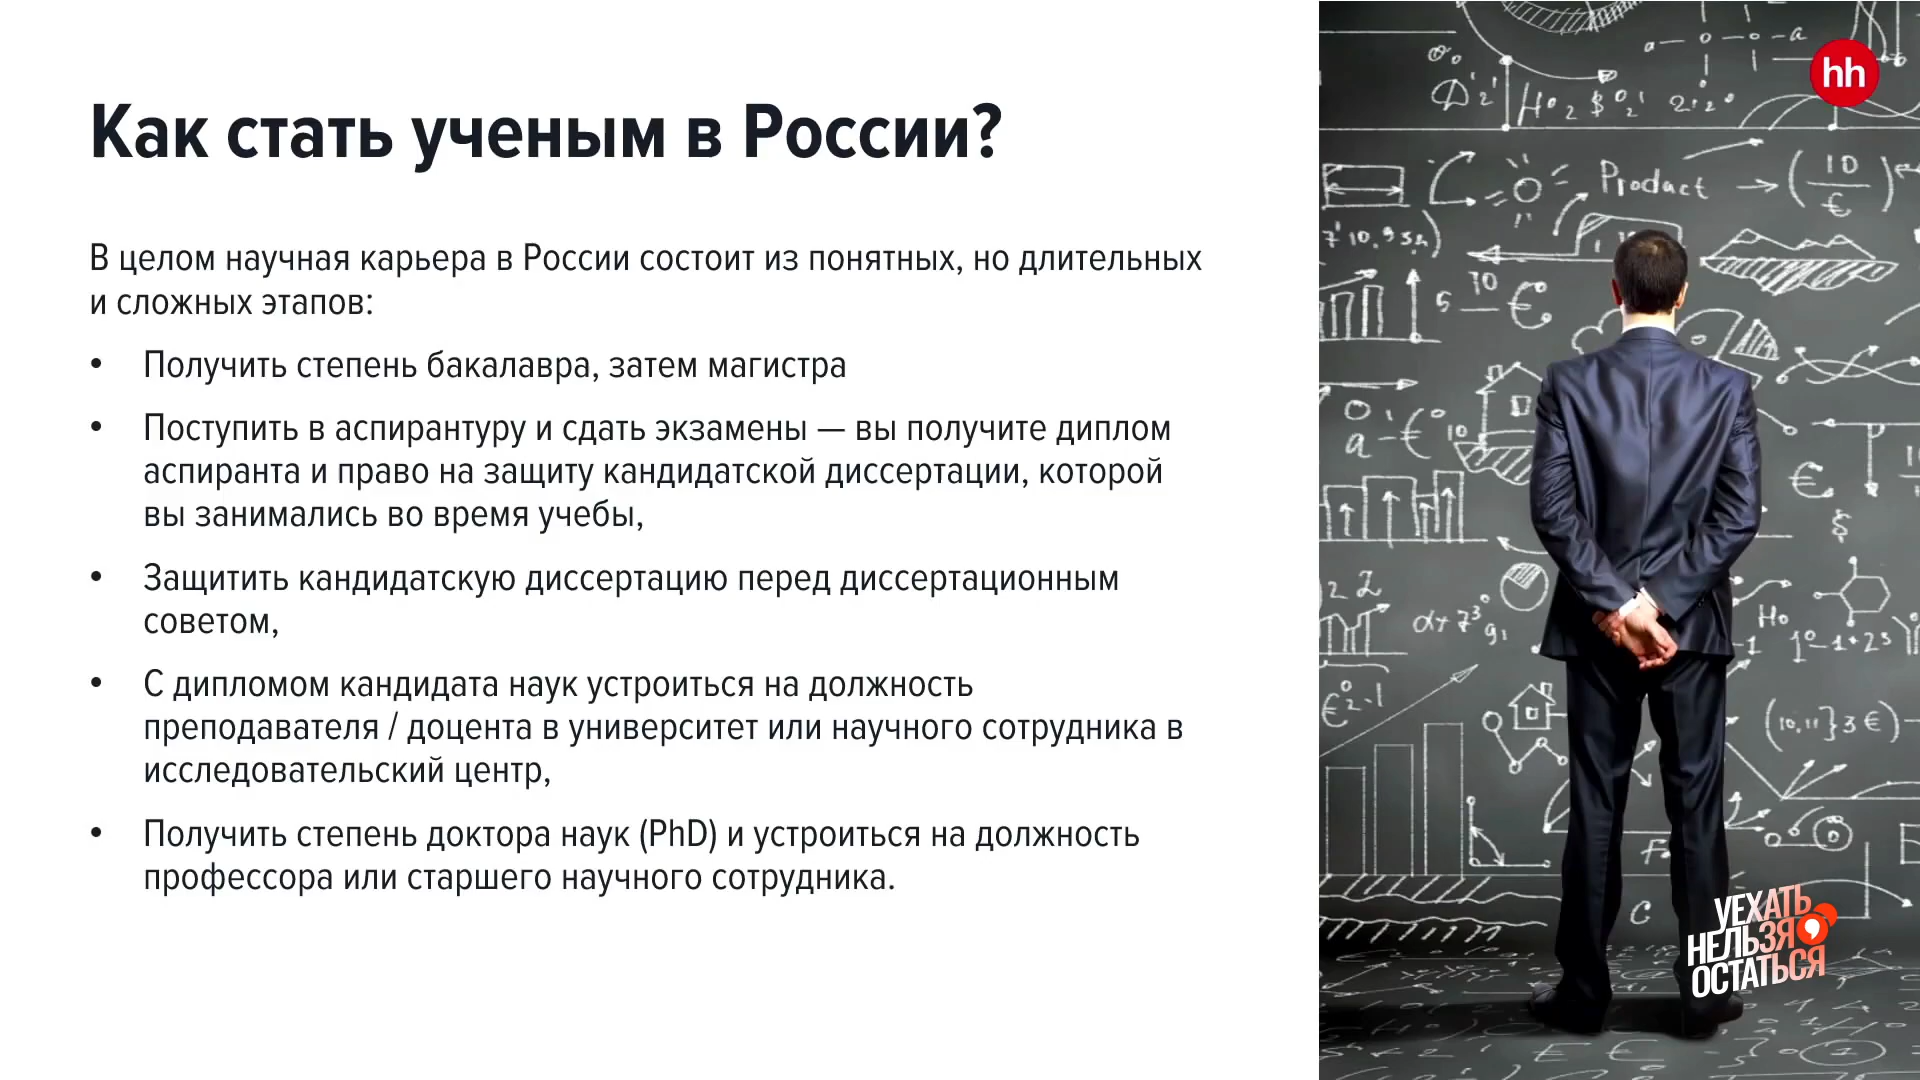 Как стать ученым в России?
В целом научная карьера в России состоит из понятных, но длительных
и сложных этапов:
• Получить степень бакалавра, затем магистра
• Поступить в аспирантуру и сдать экзамены — вы получите диплом
аспиранта и право на защиту кандидатской диссертации, которой
вы занимались во время учебы,
• Защитить кандидатскую диссертацию перед диссертационным
советом,
• С дипломом кандидата наук устроиться на должность
преподавателя / доцента в университет или научного сотрудника в
исследовательский центр,
• Получить степень доктора наук (PhD) и устроиться на должность
профессора или старшего научного сотрудника.
hh
Product
УЕХАТЬ
НЕЛЬЗЯ
ОСТАТЬСЯ